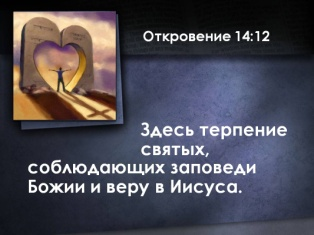 Откровение 14:12
Здесь терпение
святых,
соблюдающих заповеди
Божии и веру в Иисуса.